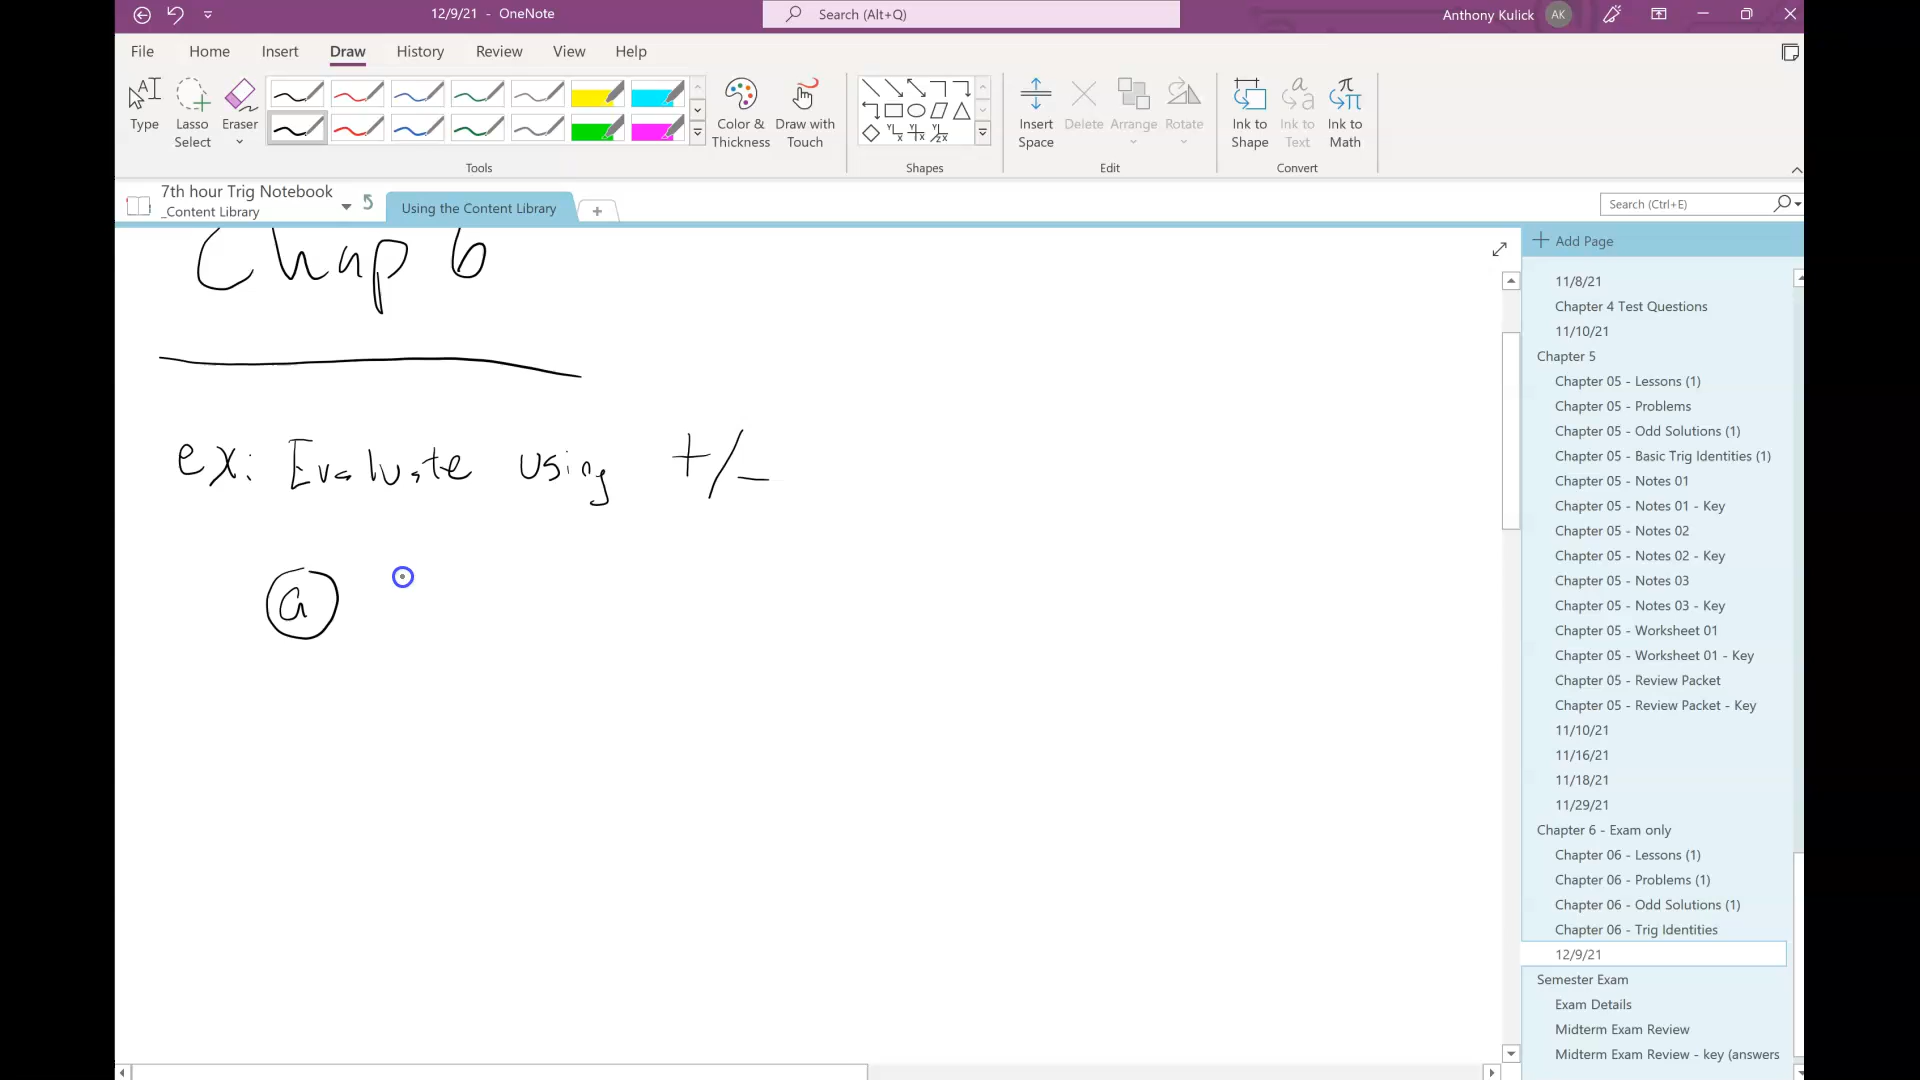 12/9/21 - OneNote
Search (Alt+Q)
Anthony Kulick
AK
File Home Insert Draw History Review View Help
Type
Lasso Select
Eraser
Color & Thickness
Draw with Touch
Insert Space
Delete
Arrange
Rotate
Ink to Shape
Ink to Text
Ink to Math
Tools
Shapes
Edit
Convert
7th hour Trig Notebook
_Content Library
Using the Content Library
Search (Ctrl+E)
Chap 6
ex: Evaluate using +/-
a
Add Page
11/8/21
Chapter 4 Test Questions
11/10/21
Chapter 5
Chapter 05 - Lessons (1)
Chapter 05 - Problems
Chapter 05 - Odd Solutions (1)
Chapter 05 - Basic Trig Identities (1)
Chapter 05 - Notes 01
Chapter 05 - Notes 01 - Key
Chapter 05 - Notes 02
Chapter 05 - Notes 02 - Key
Chapter 05 - Notes 03
Chapter 05 - Notes 03 - Key
Chapter 05 - Worksheet 01
Chapter 05 - Worksheet 01 - Key
Chapter 05 - Review Packet
Chapter 05 - Review Packet - Key
11/10/21
11/16/21
11/18/21
11/29/21
Chapter 6 - Exam only
Chapter 06 - Lessons (1)
Chapter 06 - Problems (1)
Chapter 06 - Odd Solutions (1)
Chapter 06 - Trig Identities
12/9/21
Semester Exam
Exam Details
Midterm Exam Review
Midterm Exam Review - key (answers